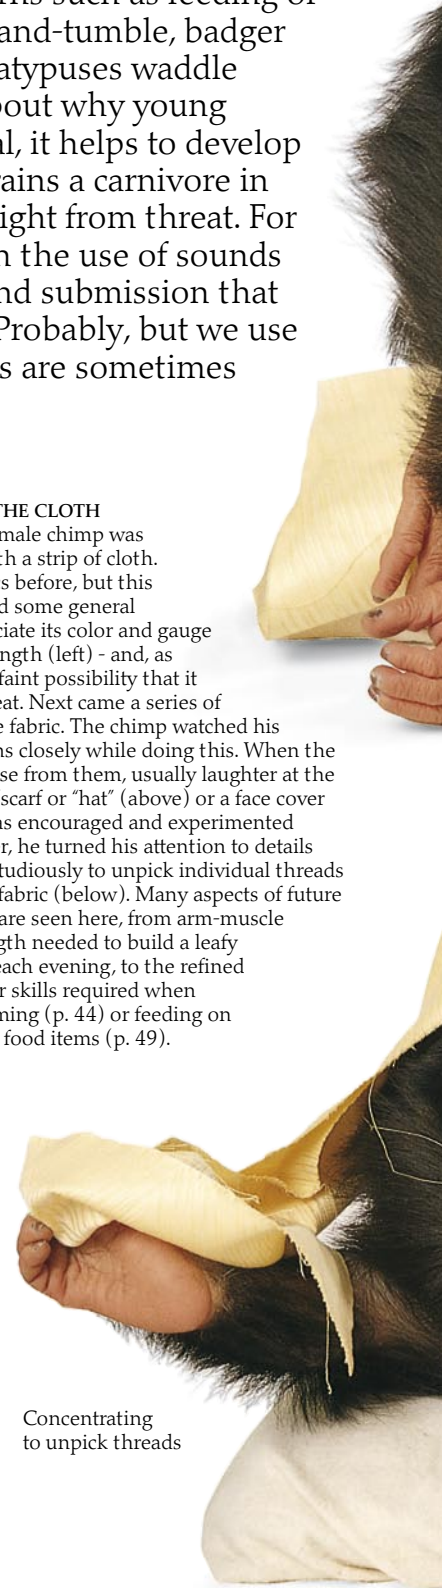 such as feeding or
and-tumble, badger
atypuses waddle
out why young
l, it helps to develop
ains a carnivore in
ight from threat. For
n the use of sounds
nd submission that
Probably, but we use
s are sometimes
THE CLOTH
male chimp was
th a strip of cloth.
s before, but this
d some general
ciate its color and gauge
ngth (left) - and, as
faint possibility that it
eat. Next came a series of
e fabric. The chimp watched his
ns closely while doing this. When the
se from them, usually laughter at the
scarf or "hat" (above) or a face cover
as encouraged and experimented
r, he turned his attention to details
tudiously to unpick individual threads
fabric (below). Many aspects of future
are seen here, from arm-muscle
gth needed to build a leafy
each evening, to the refined
r skills required when
ming (p. 44) or feeding on
food items (p. 49).
Concentrating
to unpick threads